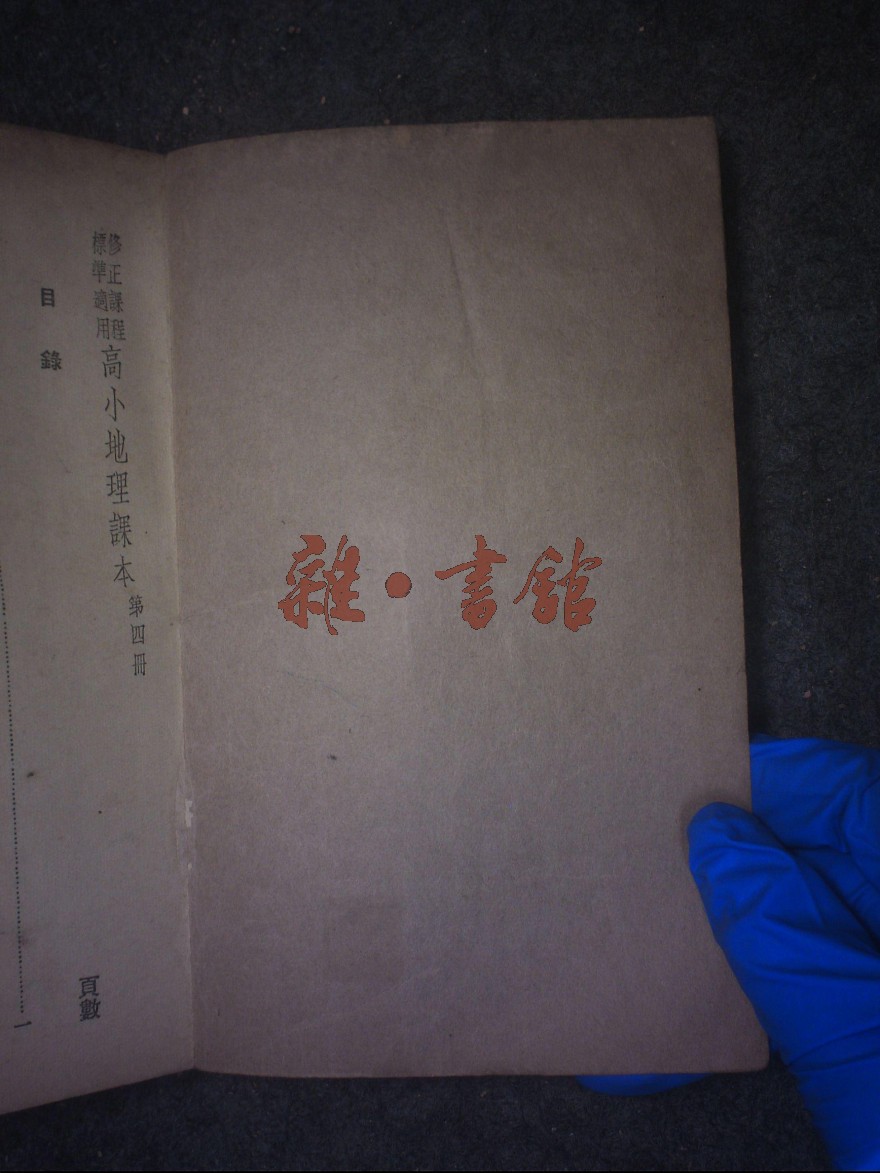 修正課程
標準適用
高小地理課本 第四冊
目錄
頁數
一
雜·書館